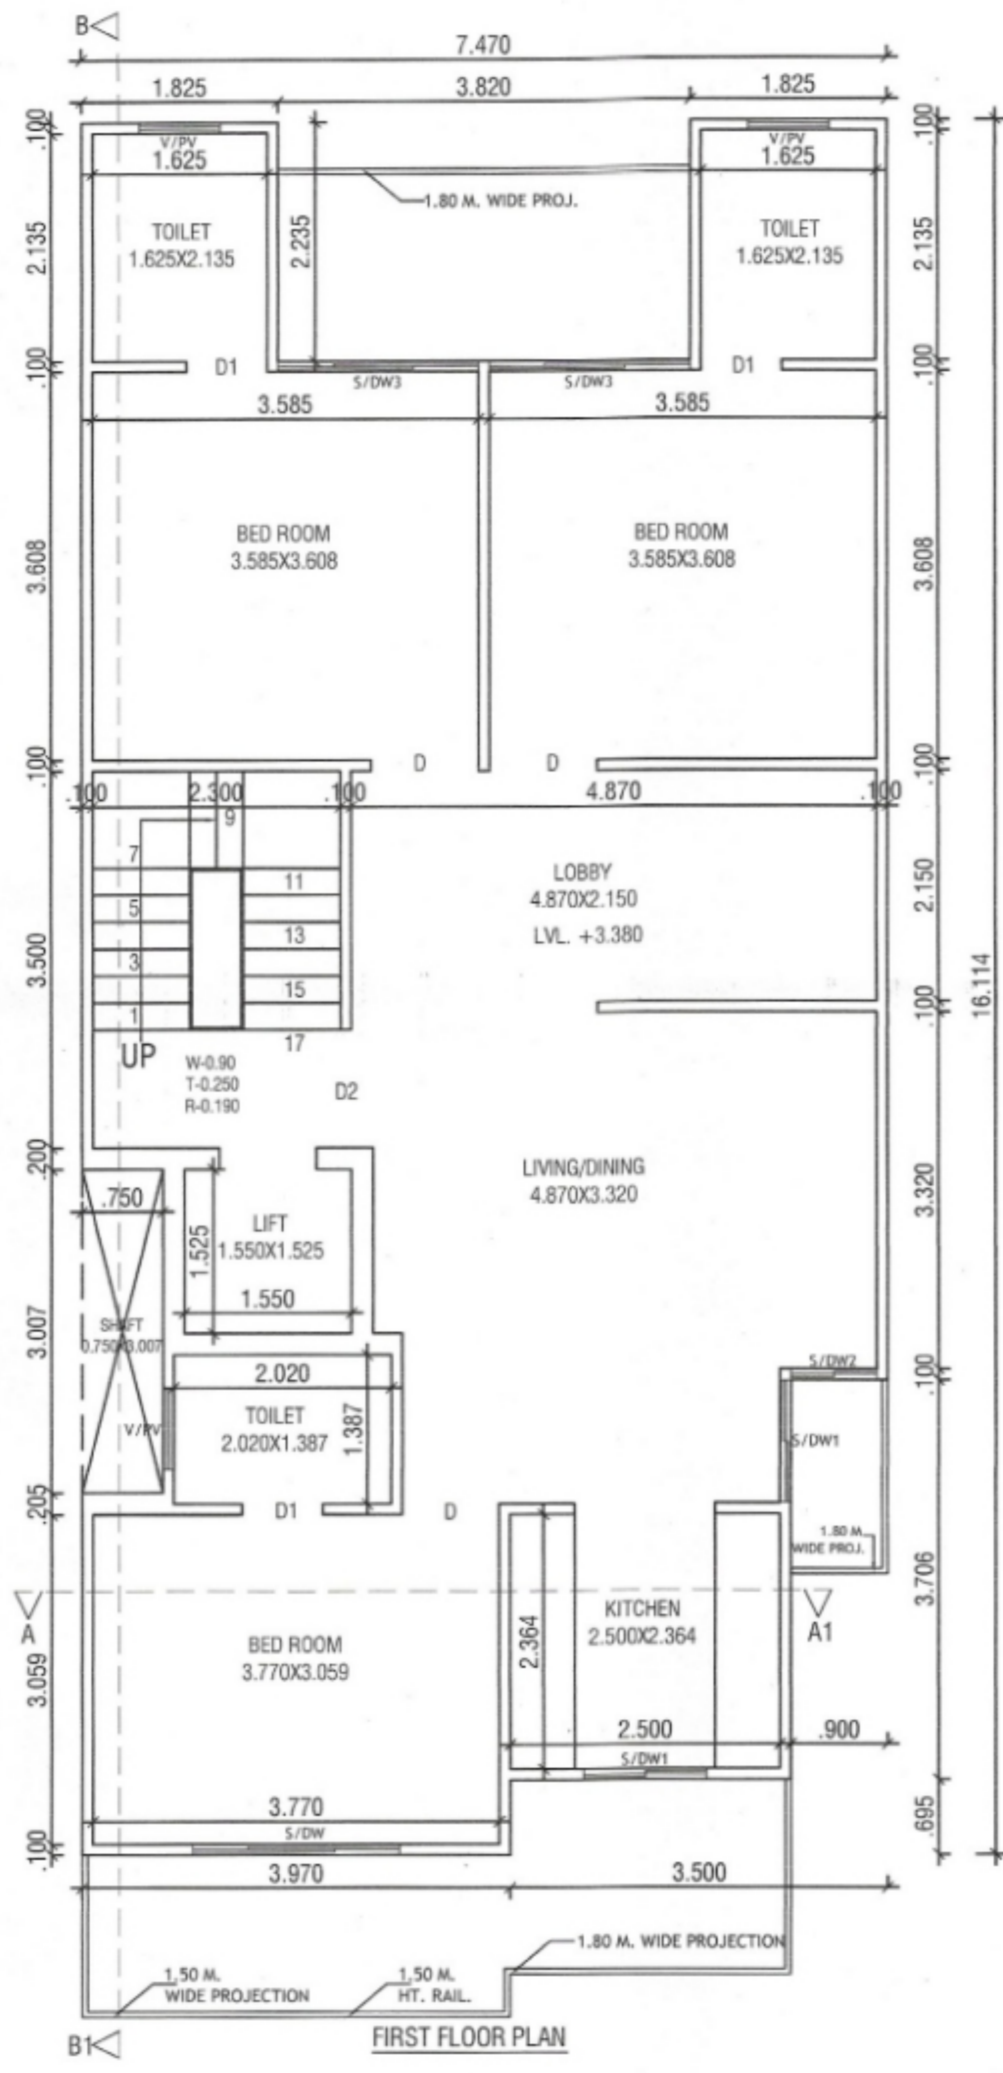 B
7.470
1.825
3.820
1.825
.100
.100
V/PV
V/PV
1.625
1.625
1.80 M. WIDE PROJ.
2.135
TOILET
1.625X2.135
2.235
TOILET
1.625X2.135
2.135
.100
D1
D1
.100
S/DW3
S/DW3
3.585
3.585
3.608
BED ROOM
3.585X3.608
BED ROOM
3.585X3.608
3.608
.100
D
D
.100
.100
2.300
.100
4.870
.100
9
7
11
5
13
3
15
1
17
UP
3.500
LOBBY
4.870X2.150
LVL. +3.380
2.150
16.114
.100
W-0.90
T-0.250
R-0.190
D2
.200
.750
LIFT
1.550X1.525
1.525
1.550
LIVING/DINING
4.870X3.320
3.320
3.007
SHAFT
0.750X3.007
S/DW2
.100
2.020
TOILET
2.020X1.387
1.387
V/PV
S/DW1
.205
D1
D
1.80 M.
WIDE PROJ.
3.706
A
A1
KITCHEN
2.500X2.364
2.364
BED ROOM
3.770X3.059
3.059
2.500
.900
S/DW1
3.770
S/DW
.695
.100
3.970
3.500
1.80 M. WIDE PROJECTION
1.50 M.
WIDE PROJECTION
1.50 M.
HT. RAIL.
B1
FIRST FLOOR PLAN